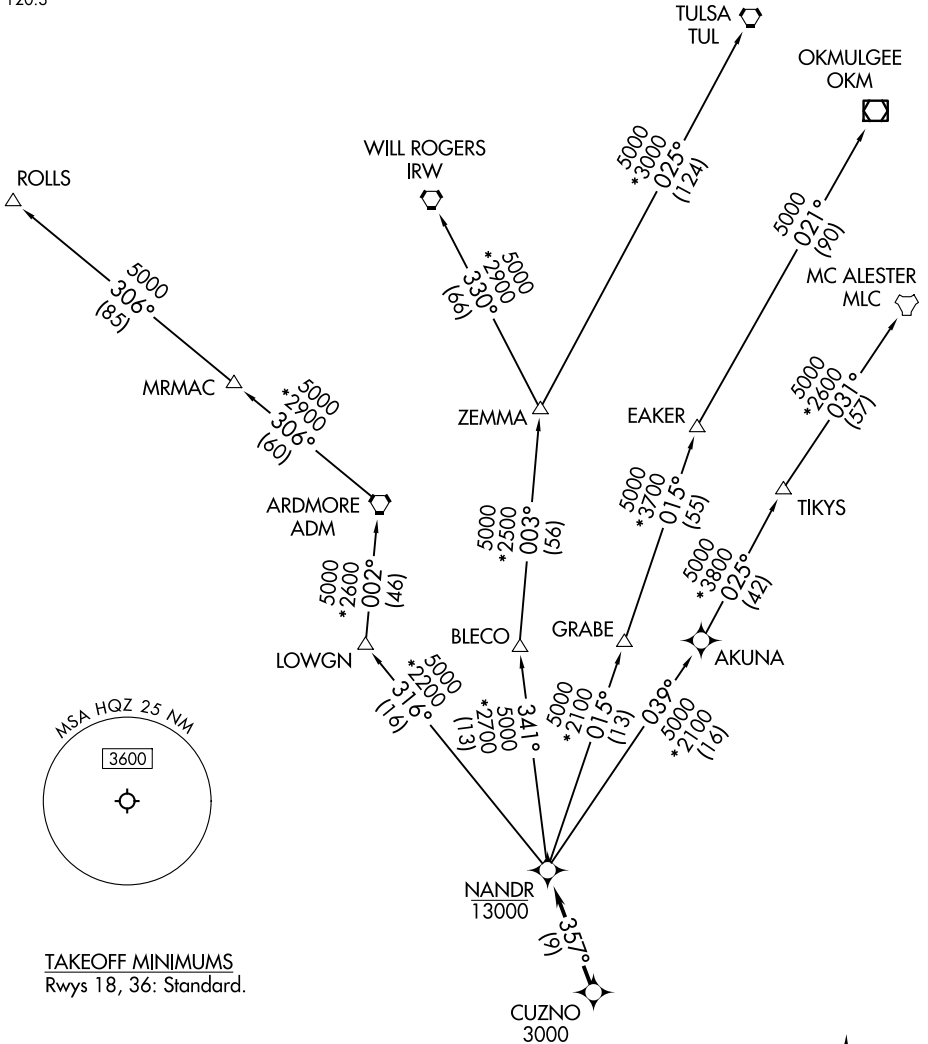 120.3
TULSA
TUL
OKMULGEE
OKM
5000
*3000
025°
(124)
WILL ROGERS
IRW
ROLLS
5000
021°
(90)
5000
*2900
330°
(66)
MC ALESTER
MLC
5000
306°
(85)
5000
*2600
031°
(57)
MRMAC
5000
*2900
306°
(60)
ZEMMA
EAKER
ARDMORE
ADM
TIKYS
5000
*2500
003°
(56)
5000
*3700
015°
(55)
5000
*2600
002°
(46)
5000
*3800
025°
(42)
LOWGN
BLECO
GRABE
AKUNA
5000
*2200
316°
(16)
341°
5000
*2700
(13)
5000
*2100
015°
(13)
039°
5000
*2100
(16)
MSA HQZ 25 NM
3600
NANDR
13000
357°
(9)
TAKEOFF MINIMUMS
Rwys 18, 36: Standard.
CUZNO
3000